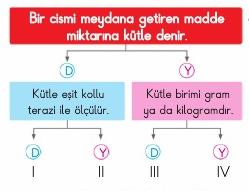 Bir cismi meydana getiren madde
miktarına kütle denir.
D Y
Kütle eşit kollu Kütle birimi gram
terazi ile ölçülür. ya da kilogramdır.
D Y D Y
I II III IV